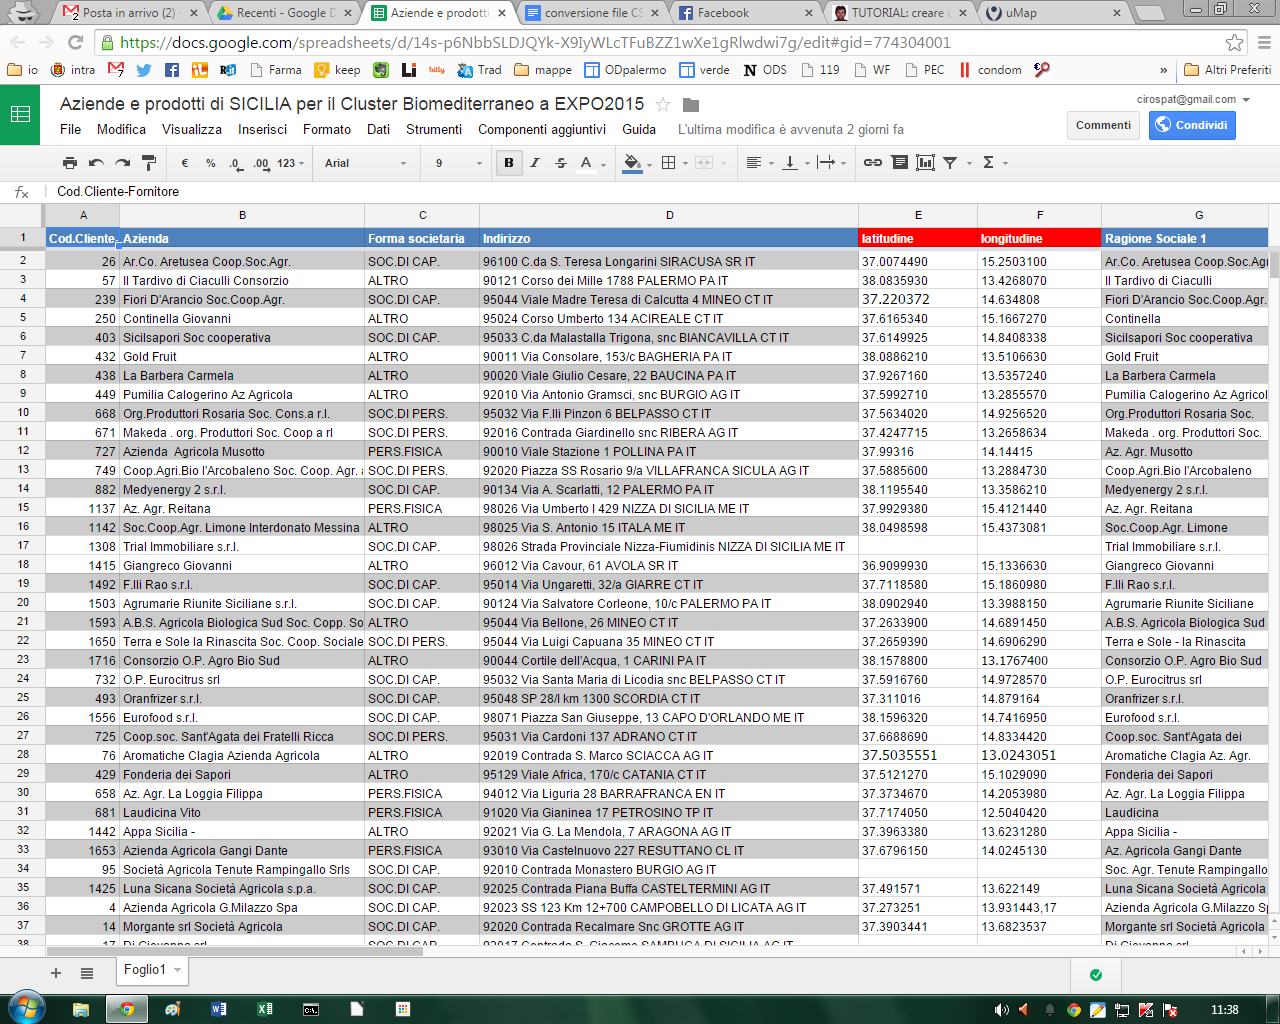 Posta in arrivo (2) -
Recenti - Google D
Aziende e prodotti
conversione file CS
Facebook
TUTORIAL: creare u
uMap
https://docs.google.com/spreadsheets/d/14s-p6NbbSLDJQYk-X9IyWLcTFuBZZ1wXe1gRlwdwi7g/edit#gid=774304001
io intra Farma keep Li bitly Trad mappe ODpalermo verde N ODS 119 WF PEC condom » Altri Preferiti
Aziende e prodotti di SICILIA per il Cluster Biomediterraneo a EXPO2015
cirospat@gmail.com
File Modifica Visualizza Inserisci Formato Dati Strumenti Componenti aggiuntivi Guida L'ultima modifica è avvenuta 2 giorni fa
Commenti Condividi
€ % .0 .00 123 Arial 9 B I S A Σ
fx Cod.Cliente-Fornitore
A B C D E F G
1 Cod.Cliente- Azienda Forma societaria Indirizzo latitudine longitudine Ragione Sociale 1
2 26 Ar.Co. Aretusea Coop.Soc.Agr. SOC.DI CAP. 96100 C.da S. Teresa Longarini SIRACUSA SR IT 37.0074490 15.2503100 Ar.Co. Aretusea Coop.Soc.Agr
3 57 Il Tardivo di Ciaculli Consorzio ALTRO 90121 Corso dei Mille 1788 PALERMO PA IT 38.0835930 13.4268070 Il Tardivo di Ciaculli
4 239 Fiori D'Arancio Soc.Coop.Agr. SOC.DI CAP. 95044 Viale Madre Teresa di Calcutta 4 MINEO CT IT 37.220372 14.634808 Fiori D'Arancio Soc.Coop.Agr.
5 250 Continella Giovanni ALTRO 95024 Corso Umberto 134 ACIREALE CT IT 37.6165340 15.1667270 Continella
6 403 Sicilsapori Soc cooperativa SOC.DI CAP. 95033 C.da Malastalla Trigona, snc BIANCAVILLA CT IT 37.6149925 14.8408338 Sicilsapori Soc cooperativa
7 432 Gold Fruit ALTRO 90011 Via Consolare, 153/c BAGHERIA PA IT 38.0886210 13.5106630 Gold Fruit
8 438 La Barbera Carmela ALTRO 90020 Viale Giulio Cesare, 22 BAUCINA PA IT 37.9267160 13.5357240 La Barbera Carmela
9 449 Pumilia Calogerino Az Agricola ALTRO 92010 Via Antonio Gramsci, snc BURGIO AG IT 37.5992710 13.2855570 Pumilia Calogerino Az Agricol
10 668 Org.Produttori Rosaria Soc. Cons.a r.l. SOC.DI PERS. 95032 Via F.lli Pinzon 6 BELPASSO CT IT 37.5634020 14.9256520 Org.Produttori Rosaria Soc.
11 671 Makeda . org. Produttori Soc. Coop a rl SOC.DI PERS. 92016 Contrada Giardinello snc RIBERA AG IT 37.4247715 13.2658634 Makeda . org. Produttori Soc.
12 727 Azienda Agricola Musotto PERS.FISICA 90010 Viale Stazione 1 POLLINA PA IT 37.99316 14.14415 Az. Agr. Musotto
13 749 Coop.Agri.Bio l'Arcobaleno Soc. Coop. Agr. a SOC.DI PERS. 92020 Piazza SS Rosario 9/a VILLAFRANCA SICULA AG IT 37.5885600 13.2884730 Coop.Agri.Bio l'Arcobaleno
14 882 Medyenergy 2 s.r.l. SOC.DI CAP. 90134 Via A. Scarlatti, 12 PALERMO PA IT 38.1195540 13.3586210 Medyenergy 2 s.r.l.
15 1137 Az. Agr. Reitana PERS.FISICA 98026 Via Umberto I 429 NIZZA DI SICILIA ME IT 37.9929380 15.4121440 Az. Agr. Reitana
16 1142 Soc.Coop.Agr. Limone Interdonato Messina ALTRO 98025 Via S. Antonio 15 ITALA ME IT 38.0498598 15.4373081 Soc.Coop.Agr. Limone
17 1308 Trial Immobiliare s.r.l. SOC.DI CAP. 98026 Strada Provinciale Nizza-Fiumidinis NIZZA DI SICILIA ME IT Trial Immobiliare s.r.l.
18 1415 Giangreco Giovanni ALTRO 96012 Via Cavour, 61 AVOLA SR IT 36.9099930 15.1336630 Giangreco Giovanni
19 1492 F.lli Rao s.r.l. SOC.DI CAP. 95014 Via Ungaretti, 32/a GIARRE CT IT 37.7118580 15.1860980 F.lli Rao s.r.l.
20 1503 Agrumarie Riunite Siciliane s.r.l. SOC.DI CAP. 90124 Via Salvatore Corleone, 10/c PALERMO PA IT 38.0902940 13.3988150 Agrumarie Riunite Siciliane
21 1593 A.B.S. Agricola Biologica Sud Soc. Copp. So ALTRO 95044 Via Bellone, 26 MINEO CT IT 37.2633900 14.6891450 A.B.S. Agricola Biologica Sud
22 1650 Terra e Sole la Rinascita Soc. Coop. Sociale SOC.DI PERS. 95044 Via Luigi Capuana 35 MINEO CT IT 37.2659390 14.6906290 Terra e Sole - la Rinascita
23 1716 Consorzio O.P. Agro Bio Sud ALTRO 90044 Cortile dell'Acqua, 1 CARINI PA IT 38.1578800 13.1767400 Consorzio O.P. Agro Bio Sud
24 732 O.P. Eurocitrus srl SOC.DI CAP. 95032 Via Santa Maria di Licodia snc BELPASSO CT IT 37.5916760 14.9728570 O.P. Eurocitrus srl
25 493 Oranfrizer s.r.l. SOC.DI CAP. 95048 SP 28/I km 1300 SCORDIA CT IT 37.311016 14.879164 Oranfrizer s.r.l.
26 1556 Eurofood s.r.l. SOC.DI CAP. 98071 Piazza San Giuseppe, 13 CAPO D'ORLANDO ME IT 38.1596320 14.7416950 Eurofood s.r.l.
27 725 Coop.soc. Sant'Agata dei Fratelli Ricca SOC.DI PERS. 95031 Via Cardoni 137 ADRANO CT IT 37.6688690 14.8334420 Coop.soc. Sant'Agata dei
28 76 Aromatiche Clagia Azienda Agricola ALTRO 92019 Contrada S. Marco SCIACCA AG IT 37.5035551 13.0243051 Aromatiche Clagia Az. Agr.
29 429 Fonderia dei Sapori ALTRO 95129 Viale Africa, 170/c CATANIA CT IT 37.5121270 15.1029090 Fonderia dei Sapori
30 658 Az. Agr. La Loggia Filippa PERS.FISICA 94012 Via Liguria 28 BARRAFRANCA EN IT 37.3734670 14.2053980 Az. Agr. La Loggia Filippa
31 681 Laudicina Vito PERS.FISICA 91020 Via Gianinea 17 PETROSINO TP IT 37.7174050 12.5040420 Laudicina
32 1442 Appa Sicilia - ALTRO 92021 Via G. La Mendola, 7 ARAGONA AG IT 37.3963380 13.6231280 Appa Sicilia -
33 1653 Azienda Agricola Gangi Dante PERS.FISICA 93010 Via Castelnuovo 227 RESUTTANO CL IT 37.6796150 14.0245130 Az. Agricola Gangi Dante
34 95 Società Agricola Tenute Rampingallo Srls SOC.DI CAP. 92010 Contrada Monastero BURGIO AG IT Soc. Agr. Tenute Rampingallo
35 1425 Luna Sicana Società Agricola s.p.a. SOC.DI CAP. 92025 Contrada Piana Buffa CASTELTERMINI AG IT 37.491571 13.622149 Luna Sicana Società Agricola
36 4 Azienda Agricola G.Milazzo Spa SOC.DI CAP. 92023 SS 123 Km 12+700 CAMPOBELLO DI LICATA AG IT 37.273251 13.931443,17 Azienda Agricola G.Milazzo Sp
37 14 Morgante srl Società Agricola SOC.DI CAP. 92020 Contrada Recalmare Snc GROTTE AG IT 37.3903441 13.6823537 Morgante srl Società Agricola
38 17 Di Giovanna srl SOC.DI CAP. 92017 Contrada S. Giacomo SAMBUCA DI SICILIA AG IT Di Giovanna srl
Foglio1
11:38